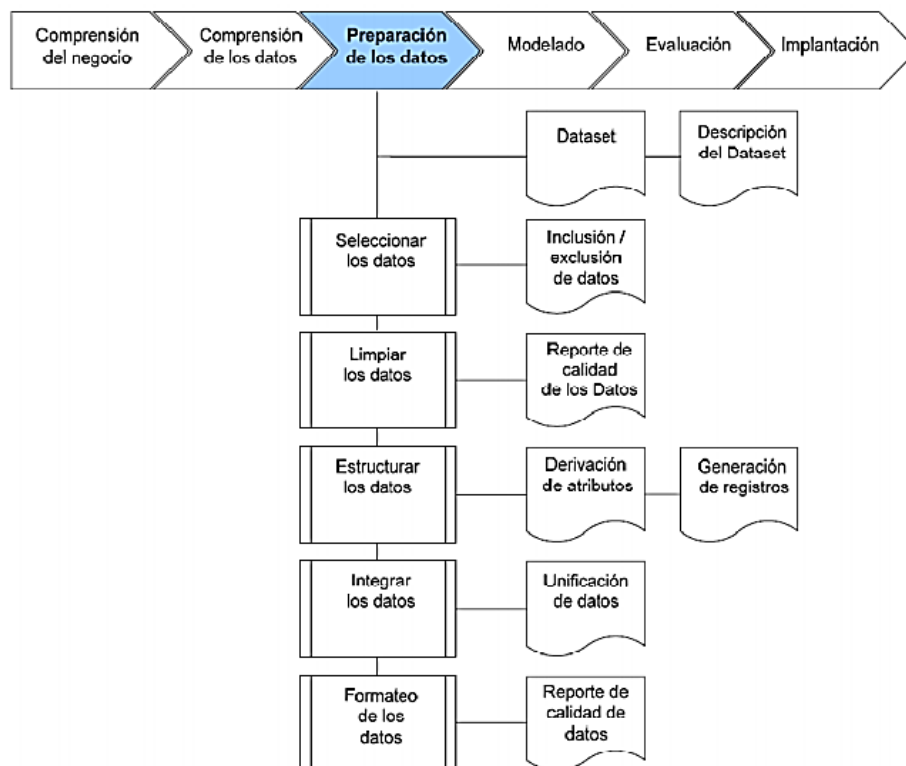 Comprensión
del negocio
Comprensión
de los datos
Preparación
de los datos
Modelado
Evaluación
Implantación
Dataset
Descripción
del Dataset
Seleccionar
los datos
Inclusión /
exclusión
de datos
Limpiar
los datos
Reporte de
calidad
de los Datos
Estructurar
los datos
Derivación
de atributos
Generación
de registros
Integrar
los datos
Unificación
de datos
Formateo
de los
datos
Reporte de
calidad de
datos